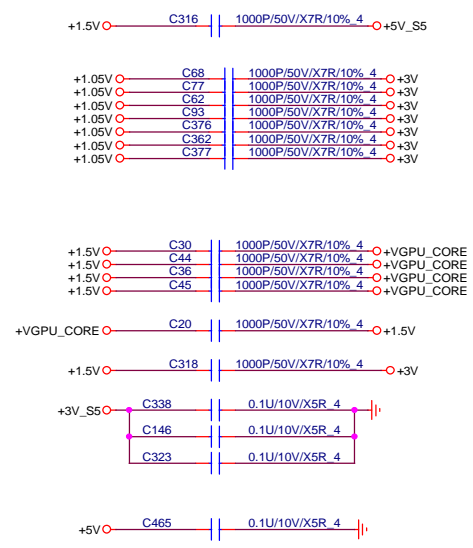 +1.5V C316 1000P/50V/X7R/10%_4 +5V_S5
+1.05V C68 1000P/50V/X7R/10%_4 +3V
+1.05V C77 1000P/50V/X7R/10%_4 +3V
+1.05V C62 1000P/50V/X7R/10%_4 +3V
+1.05V C93 1000P/50V/X7R/10%_4 +3V
+1.05V C376 1000P/50V/X7R/10%_4 +3V
+1.05V C362 1000P/50V/X7R/10%_4 +3V
+1.05V C377 1000P/50V/X7R/10%_4 +3V
+1.5V C30 1000P/50V/X7R/10%_4 +VGPU_CORE
+1.5V C44 1000P/50V/X7R/10%_4 +VGPU_CORE
+1.5V C36 1000P/50V/X7R/10%_4 +VGPU_CORE
+1.5V C45 1000P/50V/X7R/10%_4 +VGPU_CORE
+VGPU_CORE C20 1000P/50V/X7R/10%_4 +1.5V
+1.5V C318 1000P/50V/X7R/10%_4 +3V
+3V_S5 C338 0.1U/10V/X5R_4
C146 0.1U/10V/X5R_4
C323 0.1U/10V/X5R_4
+5V C465 0.1U/10V/X5R_4